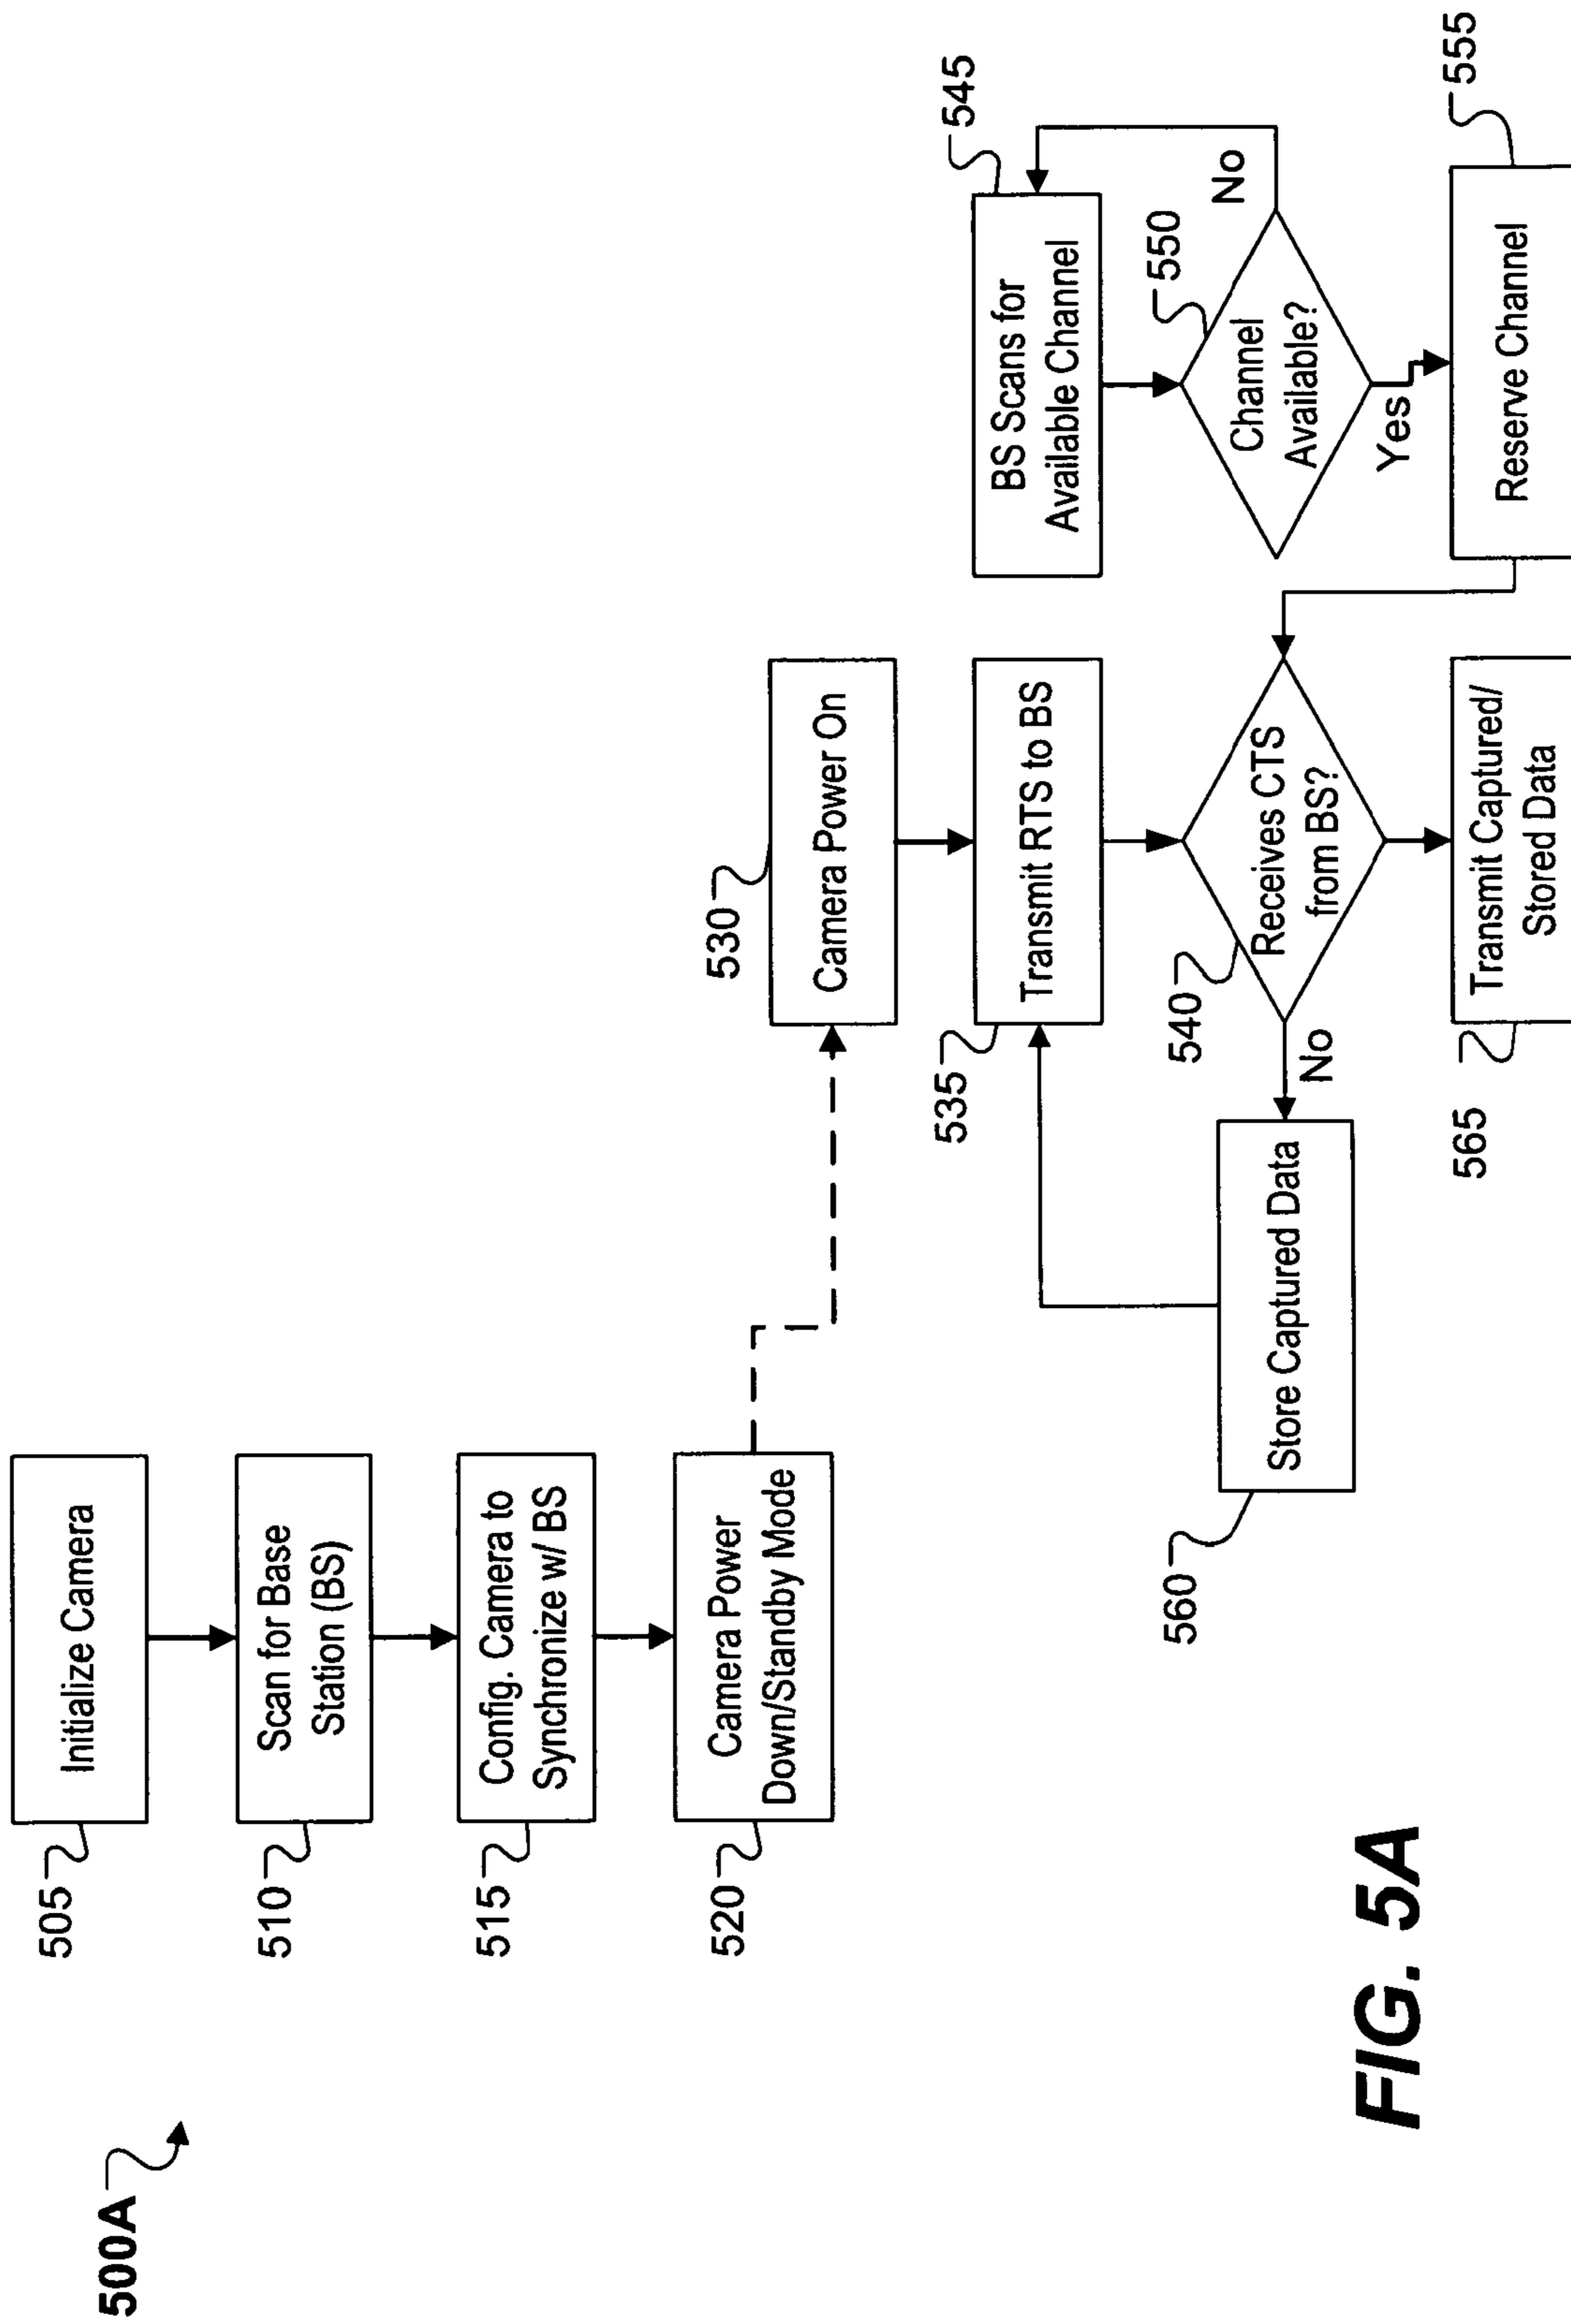 500A
505
Initialize Camera
510
Scan for Base
Station (BS)
515
Config. Camera to
Synchronize w/ BS
520
Camera Power
Down/Standby Mode
530
Camera Power On
535
Transmit RTS to BS
540
Receives CTS
from BS?
No
560
Store Captured Data
565
Transmit Captured/
Stored Data
545
BS Scans for
Available Channel
550
Channel
Available?
No
Yes
555
Reserve Channel
FIG. 5A